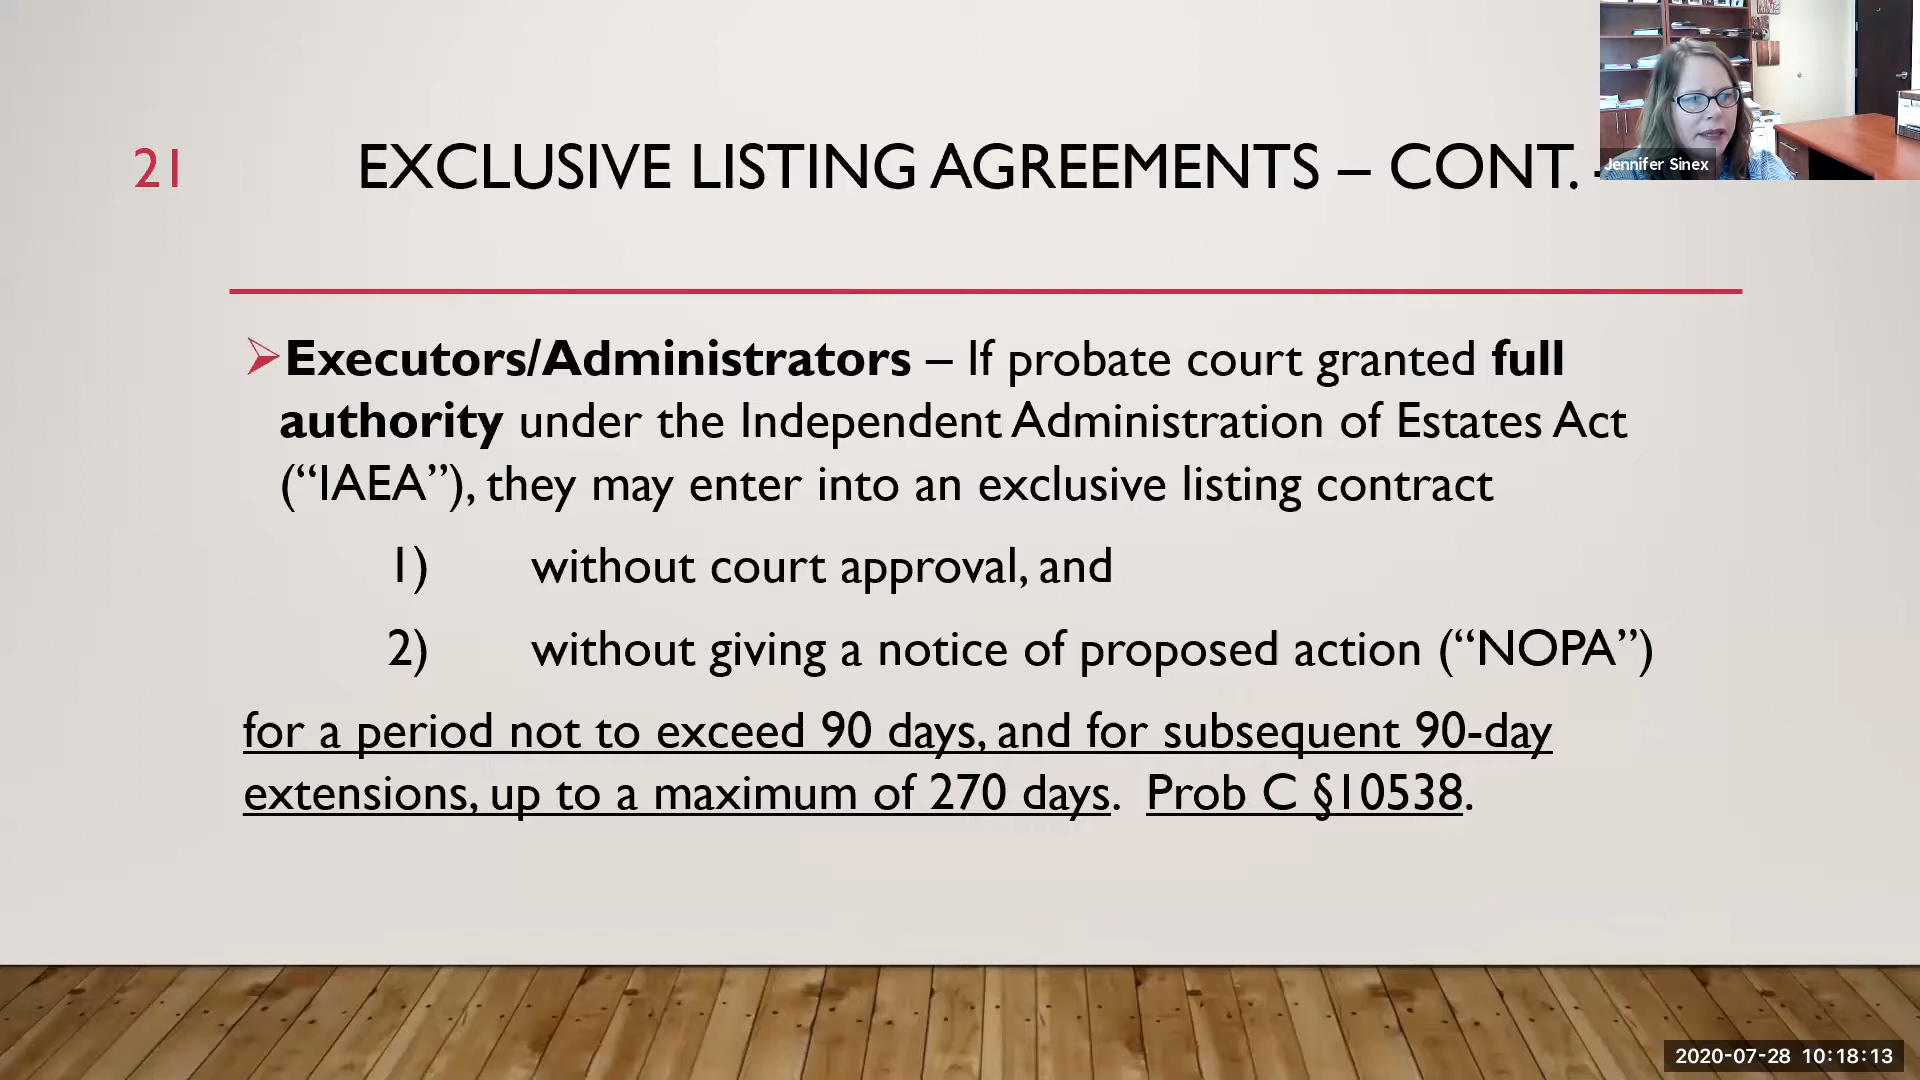 21
EXCLUSIVE LISTING AGREEMENTS – CONT. -
Jennifer Sinex
➢Executors/Administrators – If probate court granted full
authority under the Independent Administration of Estates Act
(“IAEA”), they may enter into an exclusive listing contract
1) without court approval, and
2) without giving a notice of proposed action (“NOPA”)
for a period not to exceed 90 days, and for subsequent 90-day
extensions, up to a maximum of 270 days. Prob C §10538.
2020-07-28 10:18:13